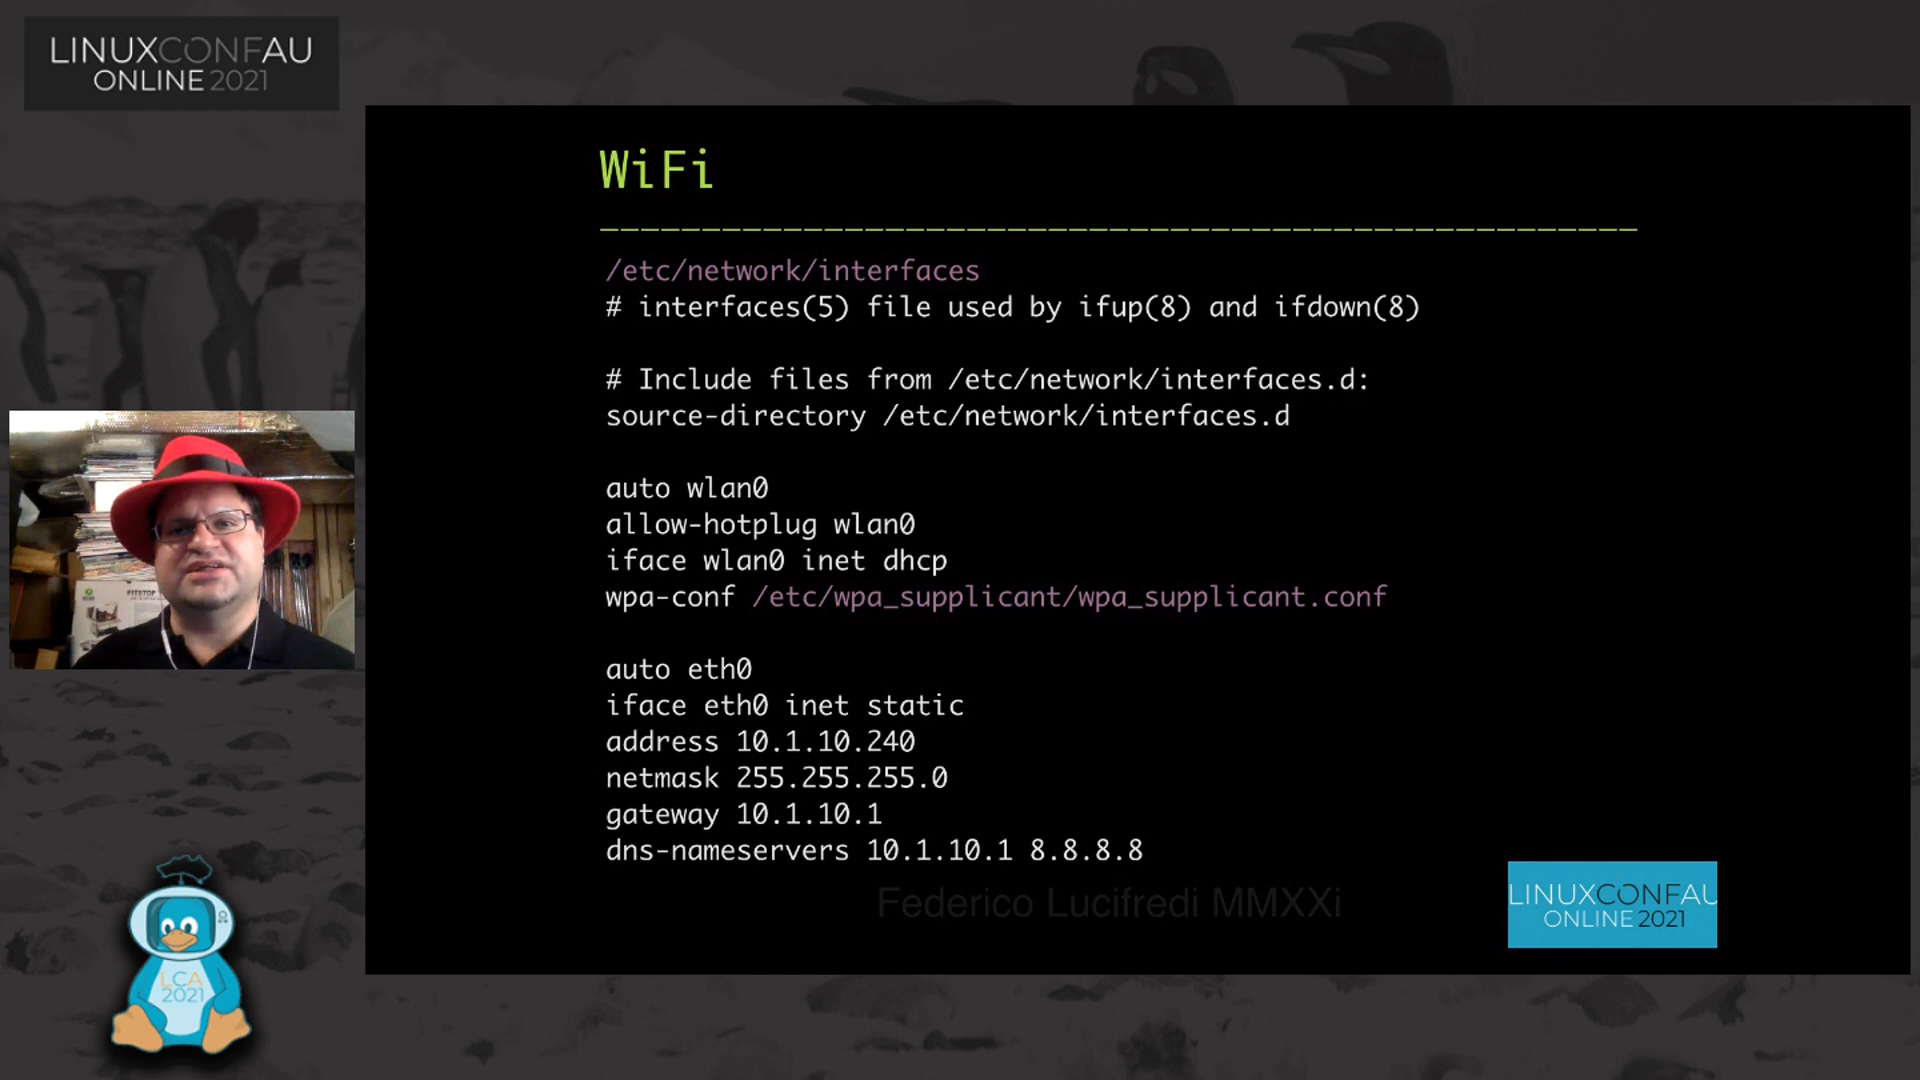 LINUXCONFAU
ONLINE 2021
WiFi
/etc/network/interfaces
# interfaces(5) file used by ifup(8) and ifdown(8)
# Include files from /etc/network/interfaces.d:
source-directory /etc/network/interfaces.d
auto wlan0
allow-hotplug wlan0
iface wlan0 inet dhcp
wpa-conf /etc/wpa_supplicant/wpa_supplicant.conf
auto eth0
iface eth0 inet static
address 10.1.10.240
netmask 255.255.255.0
gateway 10.1.10.1
dns-nameservers 10.1.10.1 8.8.8.8
Federico Lucifredi MMXXi
LINUXCONFAU
ONLINE 2021
PITSTOP
LCA
2021